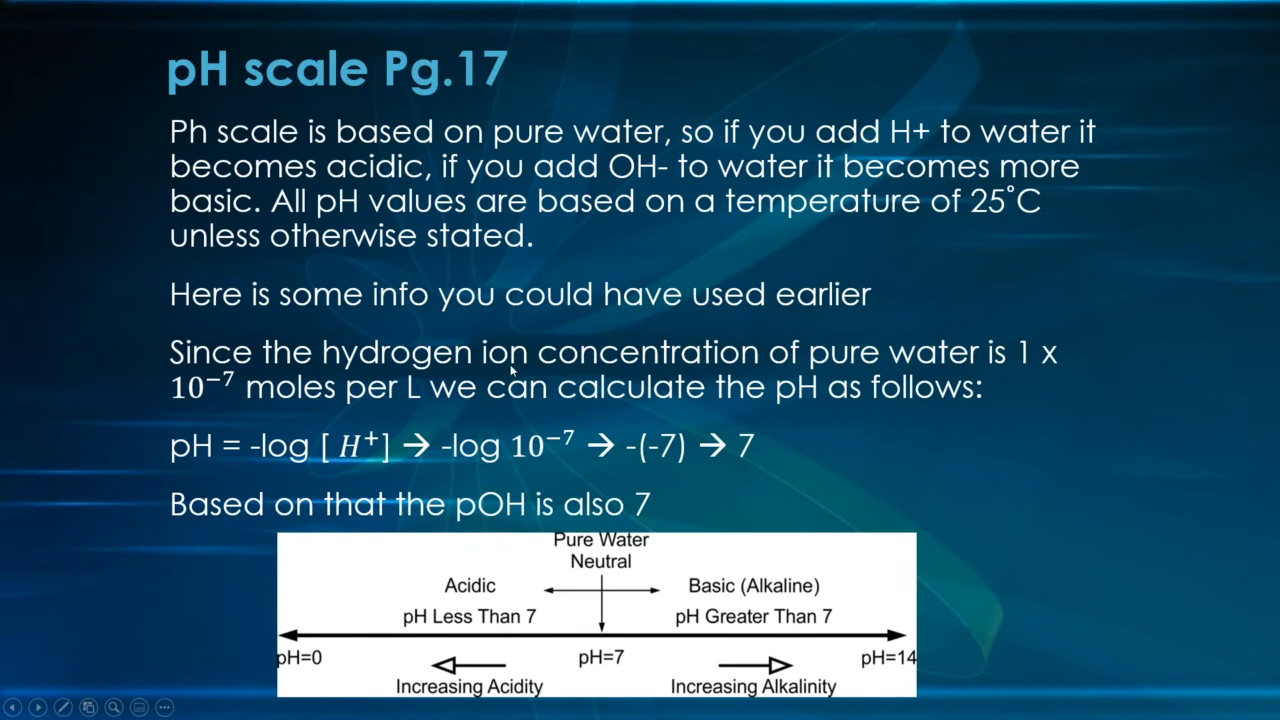 pH scale Pg.17
Ph scale is based on pure water, so if you add H+ to water it
becomes acidic, if you add OH- to water it becomes more
basic. All pH values are based on a temperature of 25˚C
unless otherwise stated.
Here is some info you could have used earlier
Since the hydrogen ion concentration of pure water is 1 x
10⁻⁷ moles per L we can calculate the pH as follows:
pH = -log [ H⁺] → -log 10⁻⁷ → -(-7) → 7
Based on that the pOH is also 7
Pure Water
Neutral
Acidic Basic (Alkaline)
pH Less Than 7 pH Greater Than 7
pH=0 pH=7 pH=14
Increasing Acidity Increasing Alkalinity